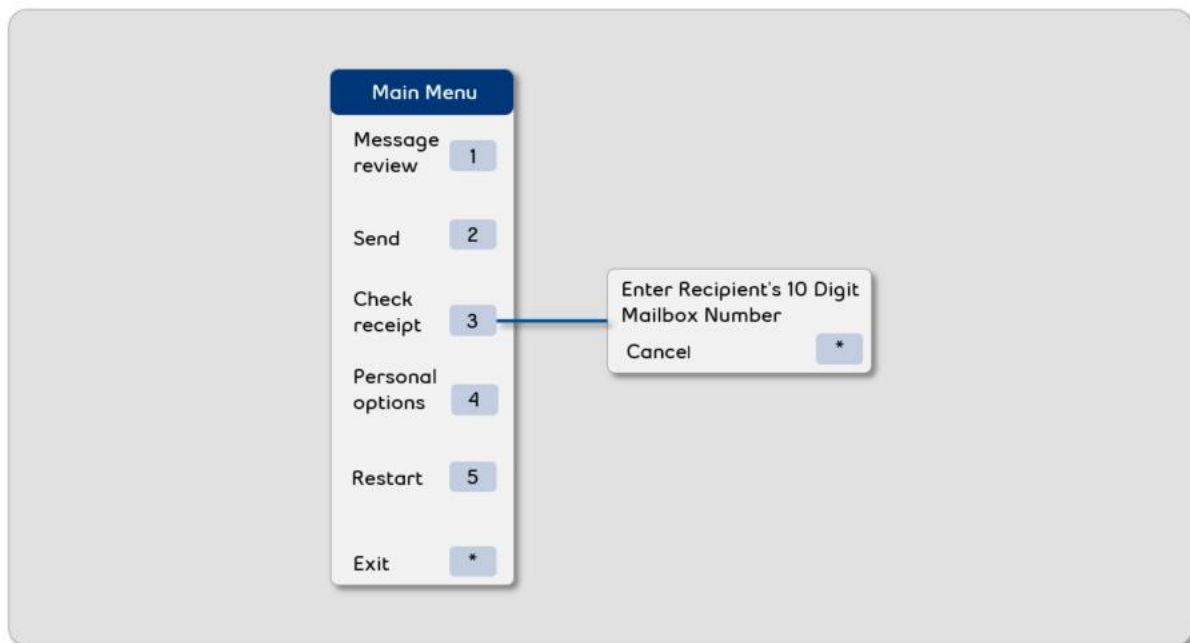 Main Menu
Message
review 1
Send 2
Check
receipt 3
Personal
options 4
Restart 5
Exit *
Enter Recipient's 10 Digit
Mailbox Number
Cancel *